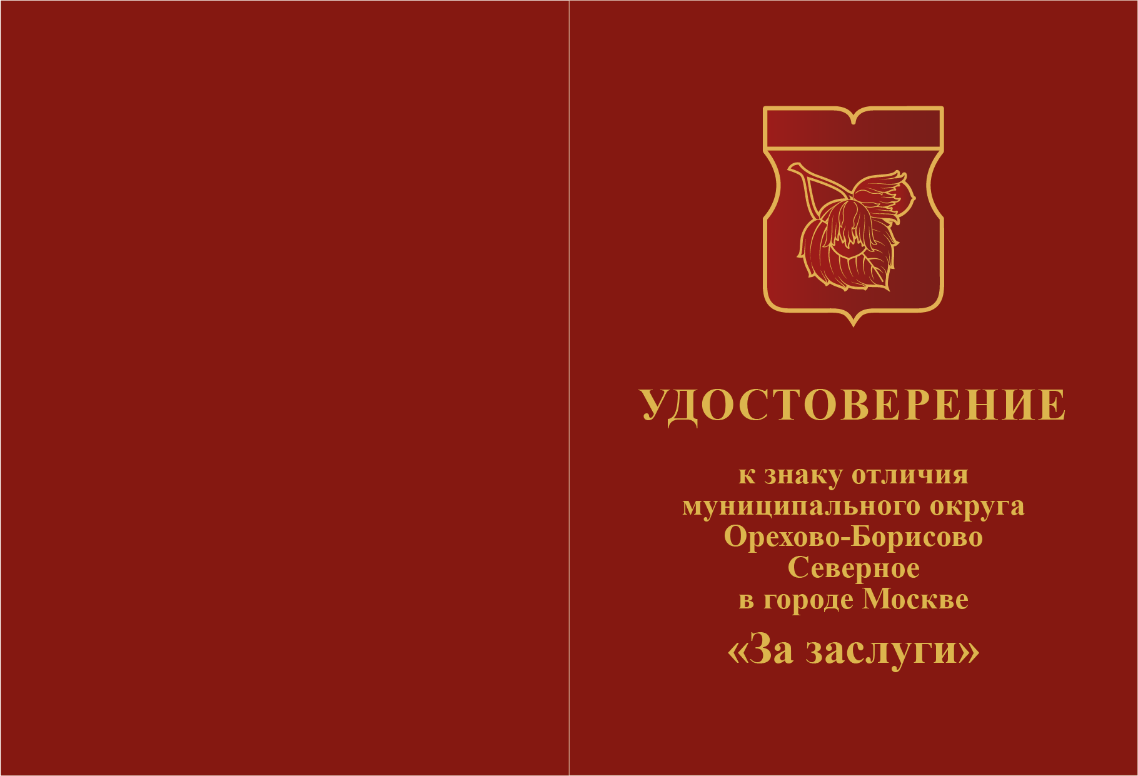 УДОСТОВЕРЕНИЕ
к знаку отличия
муниципального округа
Орехово-Борисово
Северное
в городе Москве
«За заслуги»